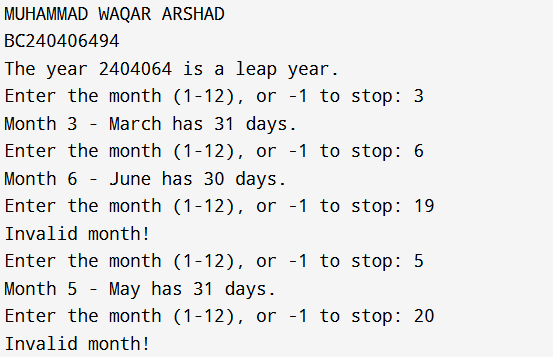 MUHAMMAD WAQAR ARSHAD
BC240406494
The year 2404064 is a leap year.
Enter the month (1-12), or -1 to stop: 3
Month 3 - March has 31 days.
Enter the month (1-12), or -1 to stop: 6
Month 6 - June has 30 days.
Enter the month (1-12), or -1 to stop: 19
Invalid month!
Enter the month (1-12), or -1 to stop: 5
Month 5 - May has 31 days.
Enter the month (1-12), or -1 to stop: 20
Invalid month!